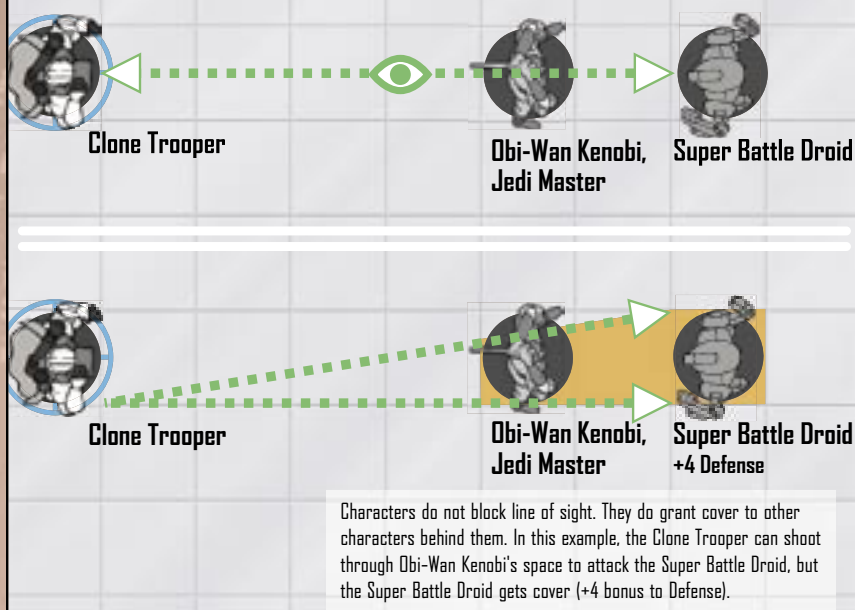 Clone Trooper
Obi-Wan Kenobi,
Jedi Master
Super Battle Droid
Clone Trooper
Obi-Wan Kenobi,
Jedi Master
Super Battle Droid
+4 Defense
Characters do not block line of sight. They do grant cover to other
characters behind them. In this example, the Clone Trooper can shoot
through Obi-Wan Kenobi's space to attack the Super Battle Droid, but
the Super Battle Droid gets cover (+4 bonus to Defense).